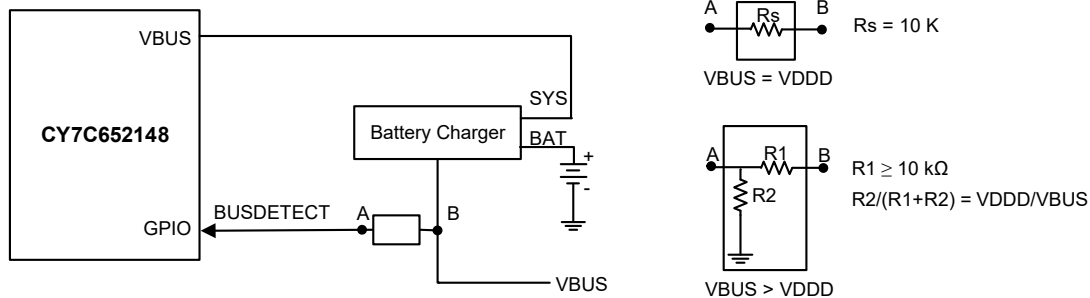 VBUS
CY7C652148
GPIO
BUSDETECT
A
B
Battery Charger
SYS
BAT
+
-
VBUS
A
B
Rs
Rs = 10 K
VBUS = VDDD
A
R1
B
R2
R1 ≥ 10 kΩ
R2/(R1+R2) = VDDD/VBUS
VBUS > VDDD